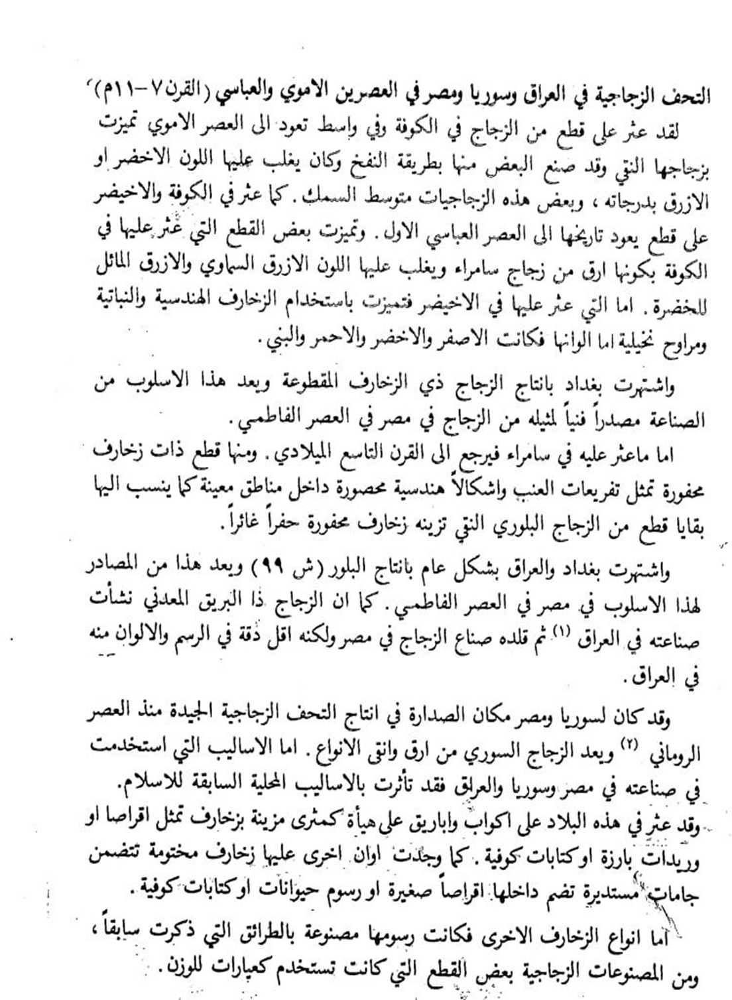 التحف الزجاجية في العراق وسوريا ومصر في العصرين الاموي والعباسي (القرن ٧-١١م)
لقد عثر على قطع من الزجاج في الكوفة وفي واسط تعود الى العصر الاموي تميزت
بزجاجها النقي وقد صنع البعض منها بطريقة النفخ وكان يغلب عليها اللون الاخضر او
الازرق بدرجاته ، وبعض هذه الزجاجيات متوسط السمك . كما عثر في الكوفة والاخيضر
على قطع يعود تاريخها الى العصر العباسي الاول . وتميزت بعض القطع التي عثر عليها في
الكوفة بكونها ارق من زجاج سامراء ويغلب عليها اللون الازرق السماوي والازرق المائل
للخضرة . اما التي عثر عليها في الاخيضر فتميزت باستخدام الزخارف الهندسية والنباتية
ومراوح نخيلية اما الوانها فكانت الاصفر والاخضر والاحمر والبني .
واشتهرت بغداد بانتاج الزجاج ذي الزخارف المقطوعة ويعد هذا الاسلوب من
الصناعة مصدراً فنياً لمثيله من الزجاج في مصر في العصر الفاطمي .
اما ماعثر عليه في سامراء فيرجع الى القرن التاسع الميلادي . ومنها قطع ذات زخارف
محفورة تمثل تفريعات العنب واشكالاً هندسية محصورة داخل مناطق معينة كما ينسب اليها
بقايا قطع من الزجاج البلوري النقي تزينه زخارف محفورة حفراً غائراً .
واشتهرت بغداد والعراق بشكل عام بانتاج البلور (ش ٩٩) ويعد هذا من المصادر
لهذا الاسلوب في مصر في العصر الفاطمي . كما ان الزجاج ذا البريق المعدني نشأت
صناعته في العراق (١) ثم قلده صناع الزجاج في مصر ولكنه اقل دقة في الرسم والالوان منه
في العراق .
وقد كان لسوريا ومصر مكان الصدارة في انتاج التحف الزجاجية الجيدة منذ العصر
الروماني (٢) ويعد الزجاج السوري من ارق وانقى الانواع . اما الاساليب التي استخدمت
في صناعته في مصر وسوريا والعراق فقد تأثرت بالاساليب المحلية السابقة للاسلام.
وقد عثر في هذه البلاد على اكواب واباريق على هيأة كمثرى مزينة بزخارف تمثل اقراصا او
وريدات بارزة او كتابات كوفية . كما وجدت اوان اخرى عليها زخارف مختومة تتضمن
جامات مستديرة تضم داخلها اقراصاً صغيرة او رسوم حيوانات او كتابات كوفية .
اما انواع الزخارف الاخرى فكانت رسومها مصنوعة بالطرائق التي ذكرت سابقاً ،
ومن المصنوعات الزجاجية بعض القطع التي كانت تستخدم كعيارات للوزن .